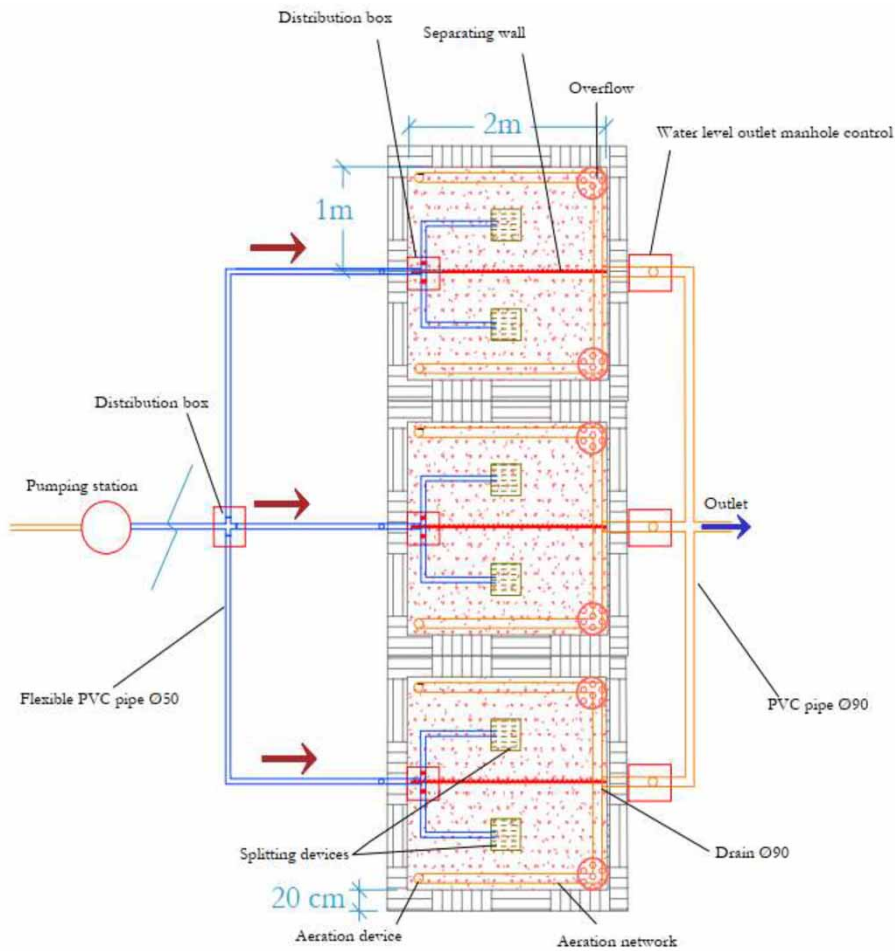 Distribution box
Separating wall
Overflow
2m
Water level outlet manhole control
1m
Distribution box
Pumping station
Outlet
Flexible PVC pipe Ø50
PVC pipe Ø90
Splitting devices
Drain Ø90
20 cm
Aeration device
Aeration network